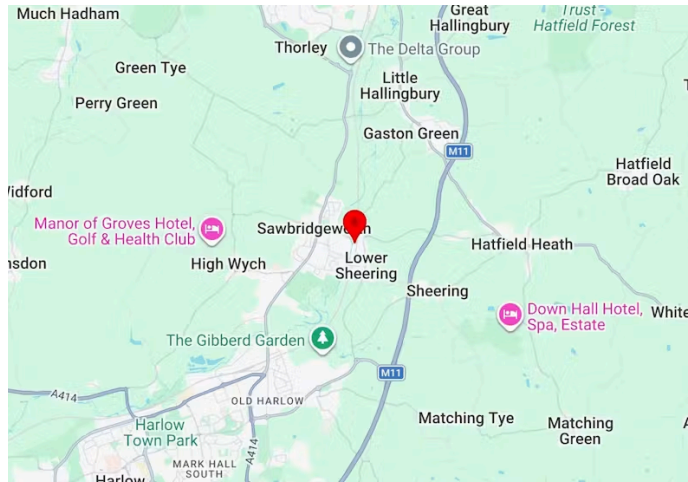 Much Hadham
Great
Hallingbury
Trust -
Hatfield Forest
Thorley
The Delta Group
Green Tye
Little
Hallingbury
Perry Green
Gaston Green
M11
Hatfield
Broad Oak
Widford
Manor of Groves Hotel,
Golf & Health Club
Sawbridgeworth
Hatfield Heath
High Wych
Lower
Sheering
nsdon
Sheering
Down Hall Hotel,
Spa, Estate
White
The Gibberd Garden
M11
A414
A414
OLD HARLOW
Harlow
Town Park
Matching Tye
Matching
Green
MARK HALL
SOUTH
A414
Harlow